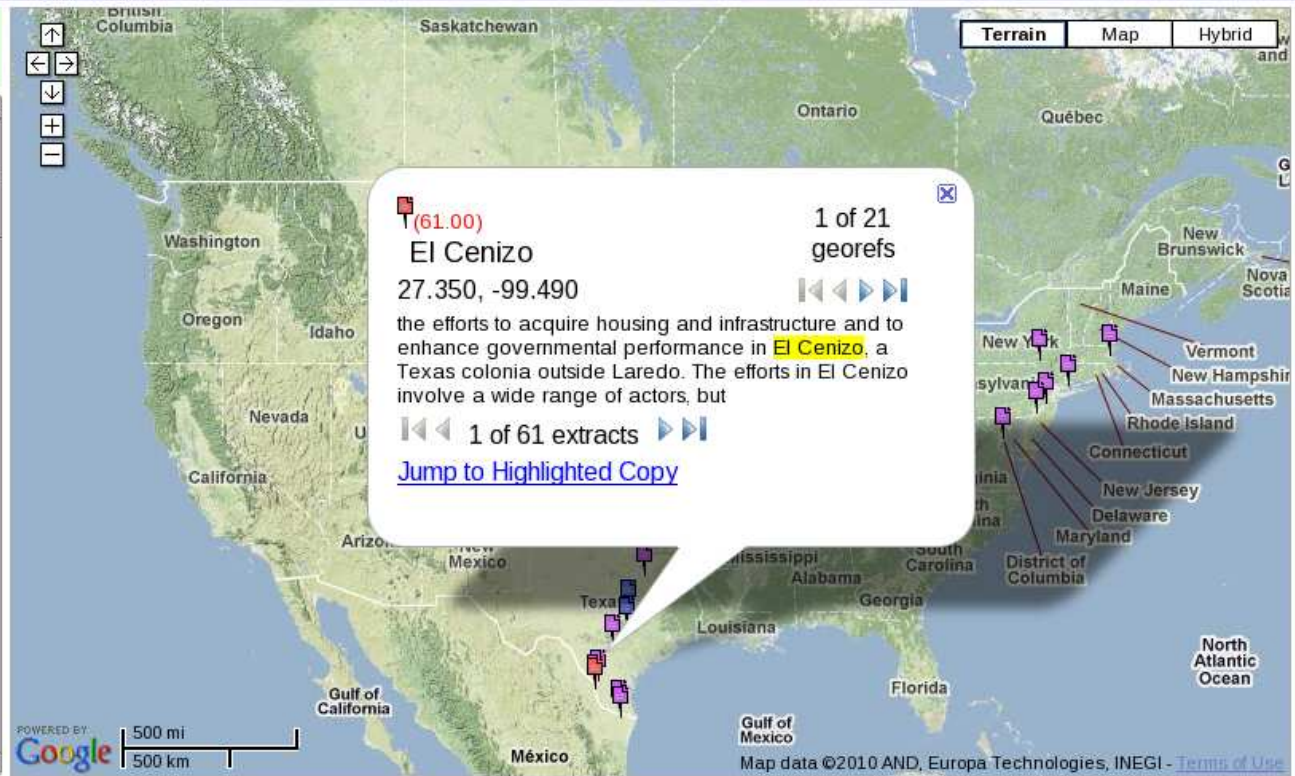 British
Columbia
Saskatchewan
Terrain
Map
Hybrid
and
Ontario
Québec
(61.00)
El Cenizo
1 of 21
georefs
27.350, -99.490
the efforts to acquire housing and infrastructure and to
enhance governmental performance in El Cenizo, a
Texas colonia outside Laredo. The efforts in El Cenizo
involve a wide range of actors, but
1 of 61 extracts
Jump to Highlighted Copy
Washington
Oregon
Idaho
Nevada
California
New
Brunswick
Nova
Scotia
Maine
New York
Vermont
New Hampshir
Massachusetts
Rhode Island
Connecticut
New Jersey
Delaware
Maryland
District of
Columbia
New
Mexico
Mississippi
Alabama
South
Carolina
Georgia
Louisiana
Florida
North
Atlantic
Ocean
Gulf of
California
Gulf of
Mexico
México
POWERED BY
Google
500 mi
500 km
Map data ©2010 AND, Europa Technologies, INEGI - Terms of Use